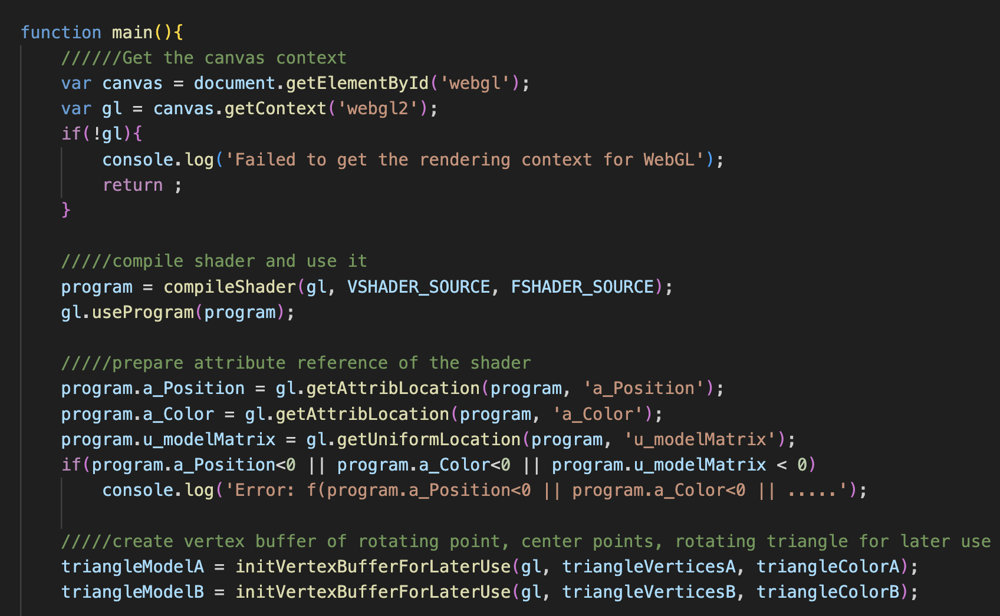 function main(){
    //////Get the canvas context
    var canvas = document.getElementById('webgl');
    var gl = canvas.getContext('webgl2');
    if(!gl){
        console.log('Failed to get the rendering context for WebGL');
        return ;
    }
    /////compile shader and use it
    program = compileShader(gl, VSHADER_SOURCE, FSHADER_SOURCE);
    gl.useProgram(program);
    /////prepare attribute reference of the shader
    program.a_Position = gl.getAttribLocation(program, 'a_Position');
    program.a_Color = gl.getAttribLocation(program, 'a_Color');
    program.u_modelMatrix = gl.getUniformLocation(program, 'u_modelMatrix');
    if(program.a_Position<0 || program.a_Color<0 || program.u_modelMatrix < 0)
        console.log('Error: f(program.a_Position<0 || program.a_Color<0 || .....');
    /////create vertex buffer of rotating point, center points, rotating triangle for later use
    triangleModelA = initVertexBufferForLaterUse(gl, triangleVerticesA, triangleColorA);
    triangleModelB = initVertexBufferForLaterUse(gl, triangleVerticesB, triangleColorB);